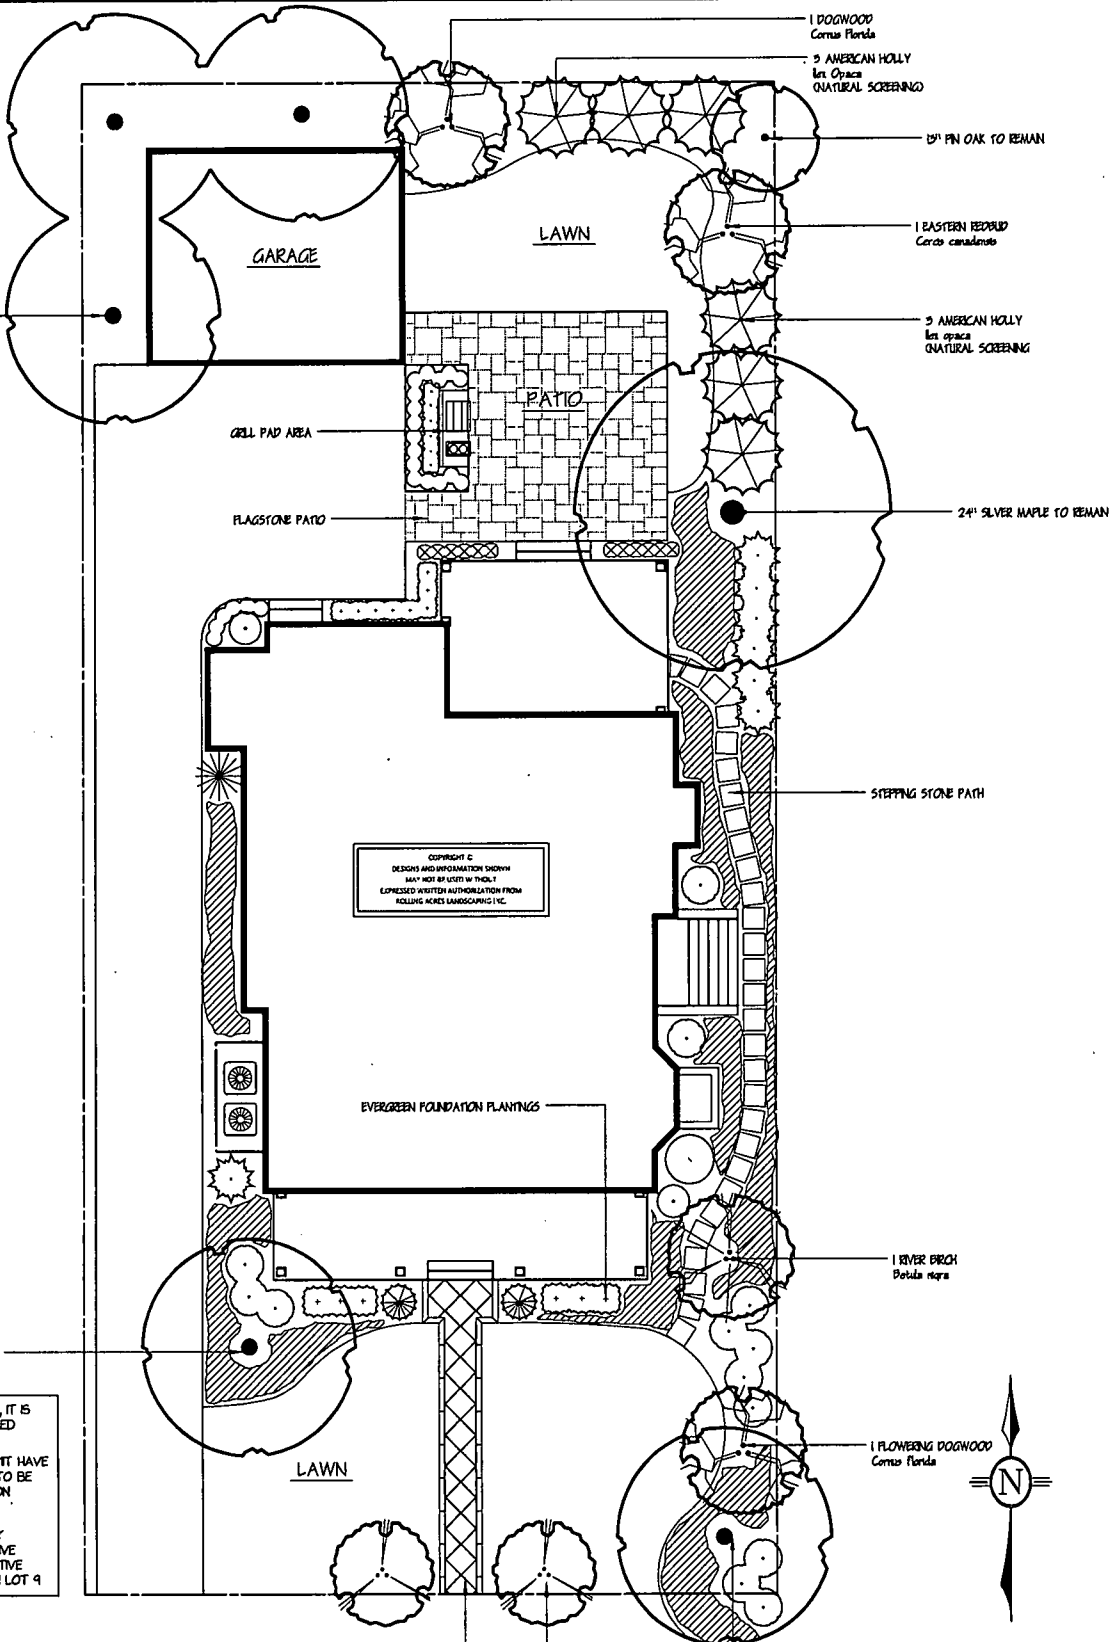 1 DOGWOOD
Cornus Florida
3 AMERICAN HOLLY
Ilex Opaca
(NATURAL SCREENING)
15" PIN OAK TO REMAIN
GARAGE
LAWN
1 EASTERN REDBUD
Cercis canadensis
3 AMERICAN HOLLY
Ilex opaca
(NATURAL SCREENING
PATIO
GRILL PAD AREA
FLAGSTONE PATIO
24" SILVER MAPLE TO REMAIN
STEPPING STONE PATH
COPYRIGHT ©
DESIGNS AND INFORMATION SHOWN
MAY NOT BE USED WITHOUT
EXPRESSED WRITTEN AUTHORIZATION FROM
ROLLING ACRES LANDSCAPING INC.
EVERGREEN FOUNDATION PLANTINGS
1 RIVER BIRCH
Betula nigra
, IT IS
ED
IT HAVE
TO BE
ON
VE
TIVE
LOT 9
LAWN
1 FLOWERING DOGWOOD
Cornus florida
N